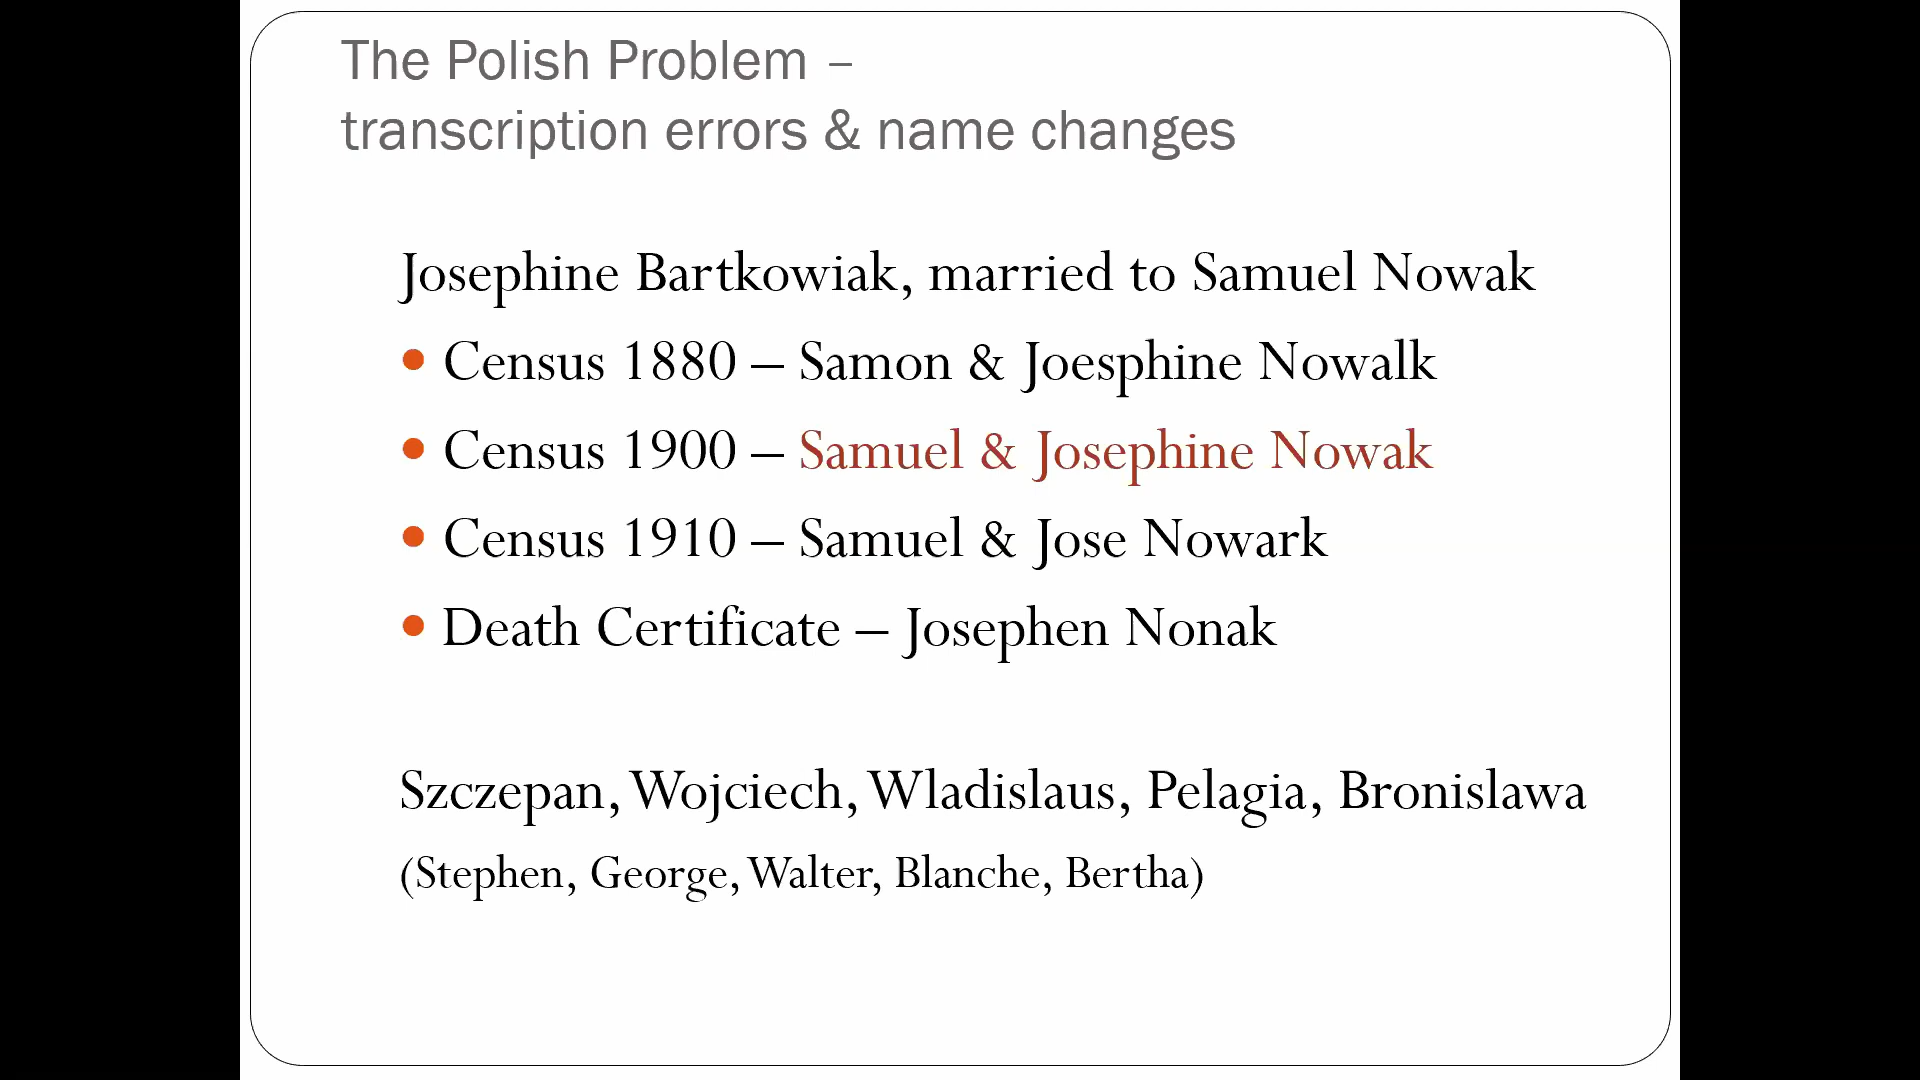 The Polish Problem –
transcription errors & name changes
Josephine Bartkowiak, married to Samuel Nowak
• Census 1880 – Samon & Joesphine Nowalk
• Census 1900 – Samuel & Josephine Nowak
• Census 1910 – Samuel & Jose Nowark
• Death Certificate – Josephen Nonak
Szczepan, Wojciech, Wladislaus, Pelagia, Bronislawa
(Stephen, George, Walter, Blanche, Bertha)